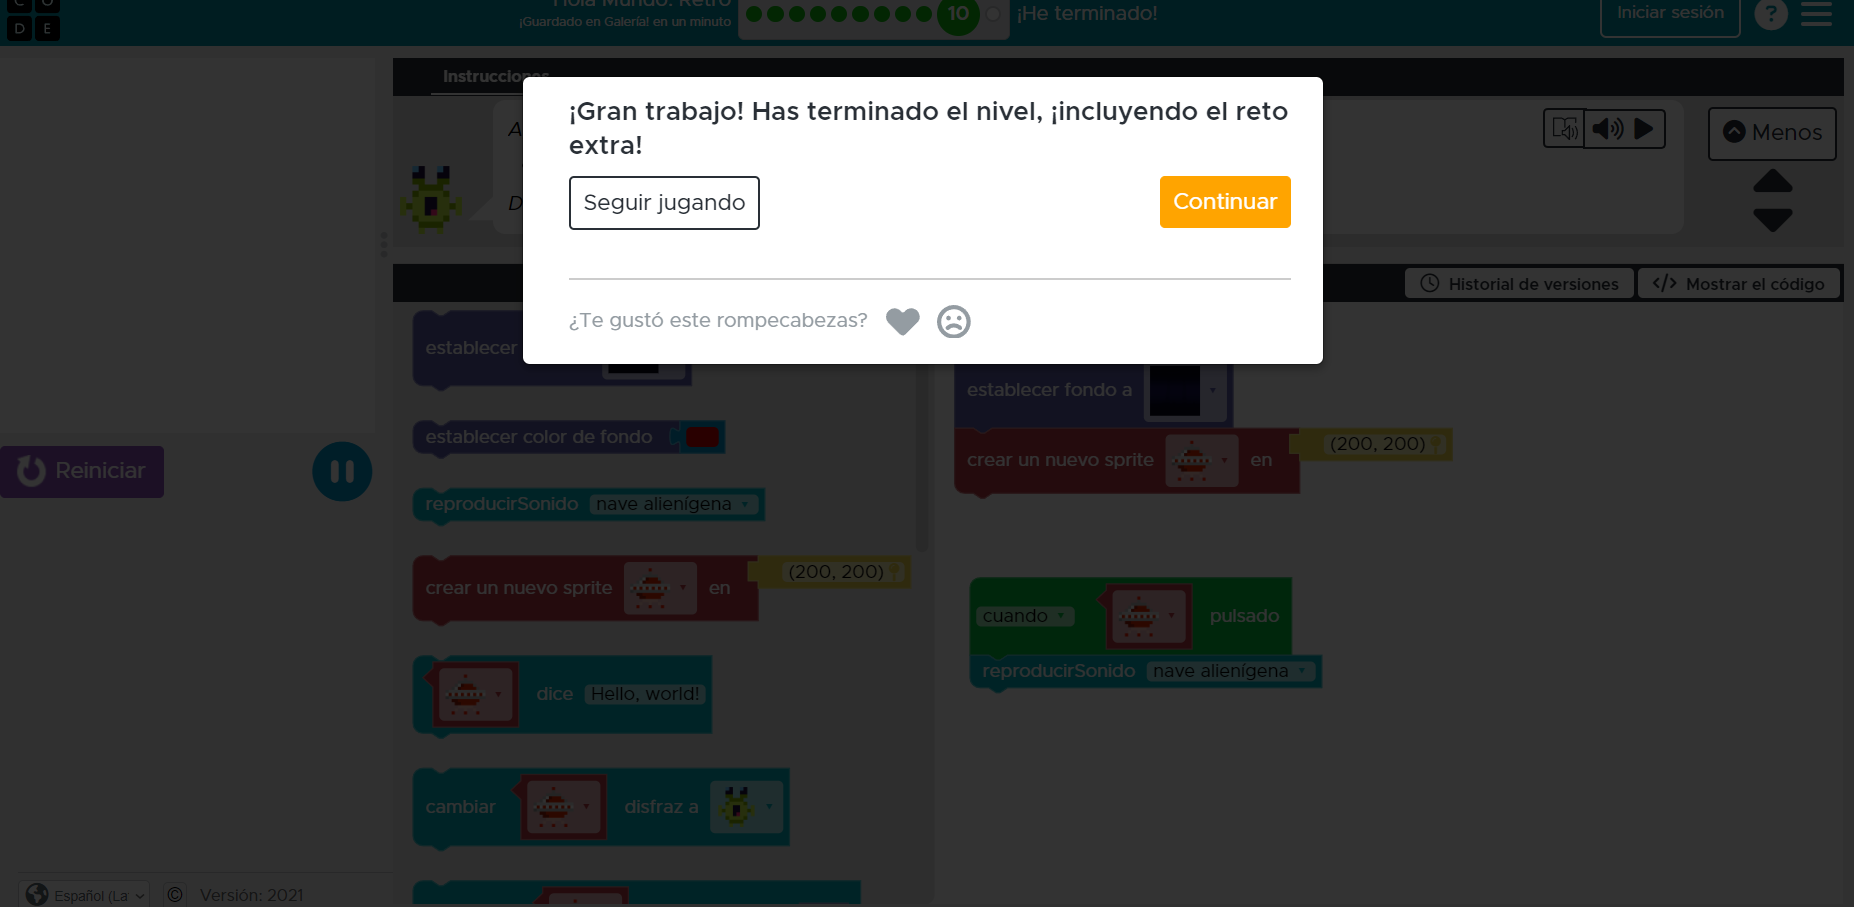 C O
D E
Hola Mundo: Retro
¡Guardado en Galería! en un minuto
10
¡He terminado!
Iniciar sesión
?
Instrucciones
¡Gran trabajo! Has terminado el nivel, ¡incluyendo el reto
extra!
Seguir jugando
Continuar
¿Te gustó este rompecabezas?
A
D
Menos
Historial de versiones
</> Mostrar el código
Reiniciar
establecer
establecer color de fondo
reproducirSonido nave alienígena
crear un nuevo sprite en (200, 200)
dice Hello, world!
cambiar disfraz a
establecer fondo a
crear un nuevo sprite en (200, 200)
cuando pulsado
reproducirSonido nave alienígena
Español (La
© Versión: 2021